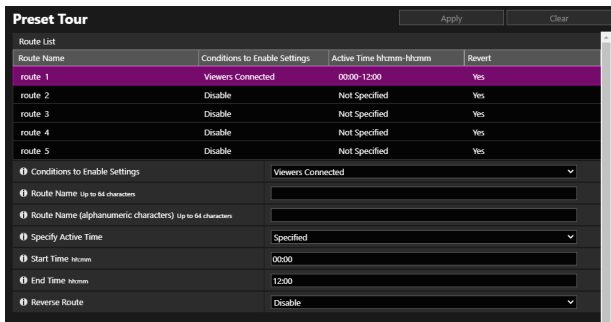 Preset Tour Apply Clear
Route List
Route Name Conditions to Enable Settings Active Time hh:mm-hh:mm Revert
route 1 Viewers Connected 00:00-12:00 Yes
route 2 Disable Not Specified Yes
route 3 Disable Not Specified Yes
route 4 Disable Not Specified Yes
route 5 Disable Not Specified Yes
Conditions to Enable Settings Viewers Connected
Route Name Up to 64 characters
Route Name (alphanumeric characters) Up to 64 characters
Specify Active Time Specified
Start Time hh:mm 00:00
End Time hh:mm 12:00
Reverse Route Disable